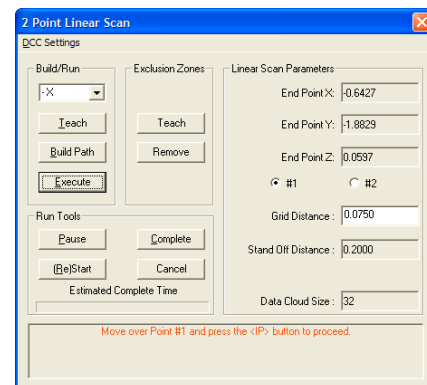 2 Point Linear Scan
DCC Settings
Build/Run
-X
Teach
Build Path
Execute
Exclusion Zones
Teach
Remove
Linear Scan Parameters
End Point X: -0.6427
End Point Y: -1.8829
End Point Z: 0.0597
#1 #2
Grid Distance : 0.0750
Stand Off Distance : 0.2000
Data Cloud Size : 32
Run Tools
Pause Complete
(Re)Start Cancel
Estimated Complete Time
Move over Point #1 and press the <IP> button to proceed.